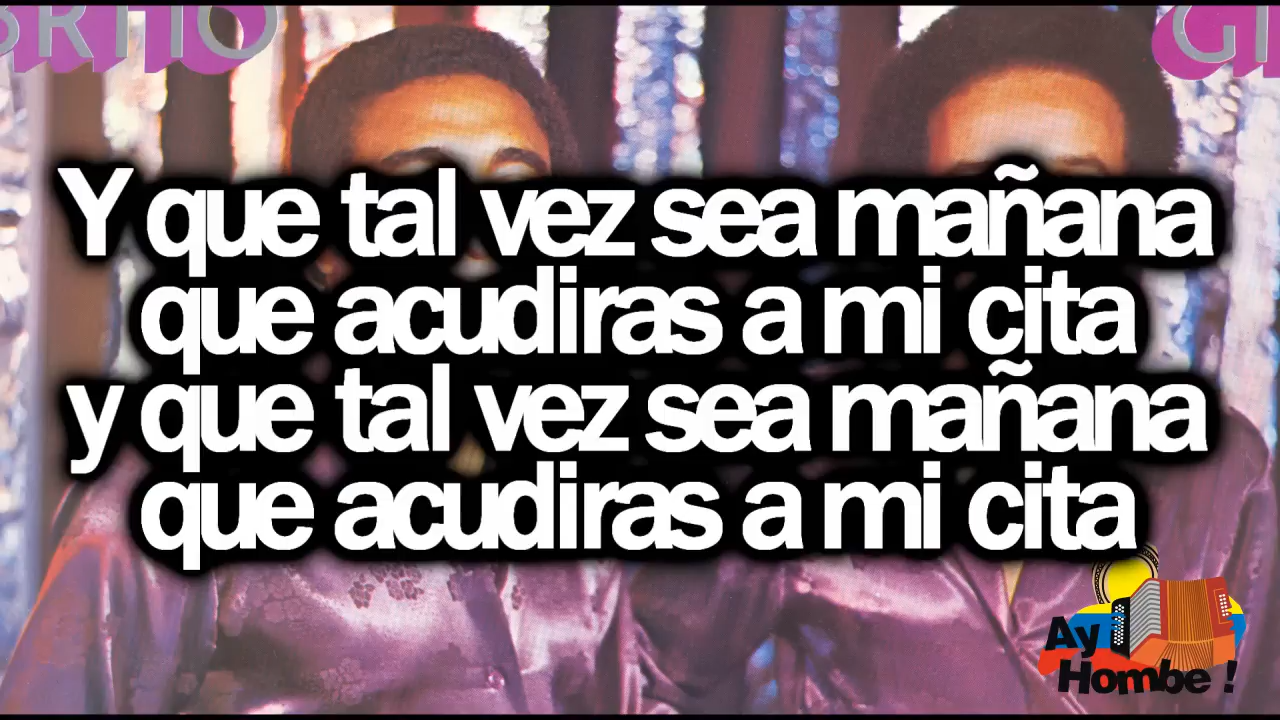 Y que tal vez sea mañana
que acudiras a mi cita
y que tal vez sea mañana
que acudiras a mi cita
Ay
Hombe !